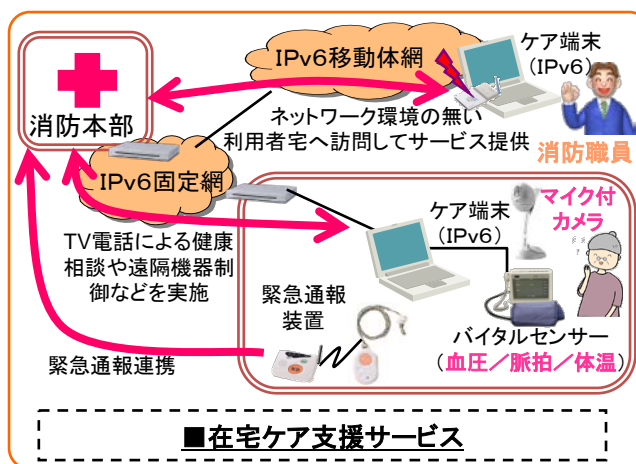 IPv6移動体網
ケア端末
(IPv6)
消防本部
ネットワーク環境の無い
利用者宅へ訪問してサービス提供
消防職員
IPv6固定網
ケア端末
(IPv6)
マイク付
カメラ
TV電話による健康
相談や遠隔機器制
御などを実施
緊急通報
装置
バイタルセンサー
(血圧／脈拍／体温)
緊急通報連携
■在宅ケア支援サービス